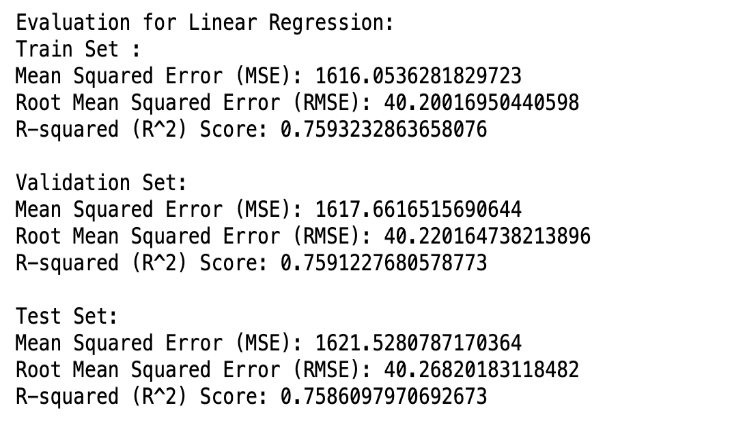 Evaluation for Linear Regression:
Train Set :
Mean Squared Error (MSE): 1616.0536281829723
Root Mean Squared Error (RMSE): 40.20016950440598
R-squared (R^2) Score: 0.7593232863658076
Validation Set:
Mean Squared Error (MSE): 1617.6616515690644
Root Mean Squared Error (RMSE): 40.220164738213896
R-squared (R^2) Score: 0.7591227680578773
Test Set:
Mean Squared Error (MSE): 1621.5280787170364
Root Mean Squared Error (RMSE): 40.26820183118482
R-squared (R^2) Score: 0.7586097970692673